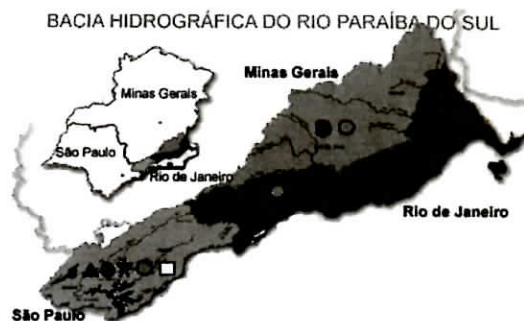 BACIA HIDROGRÁFICA DO RIO PARAÍBA DO SUL
Minas Gerais
Minas Gerais
São Paulo
Rio de Janeiro
Rio de Janeiro
São Paulo